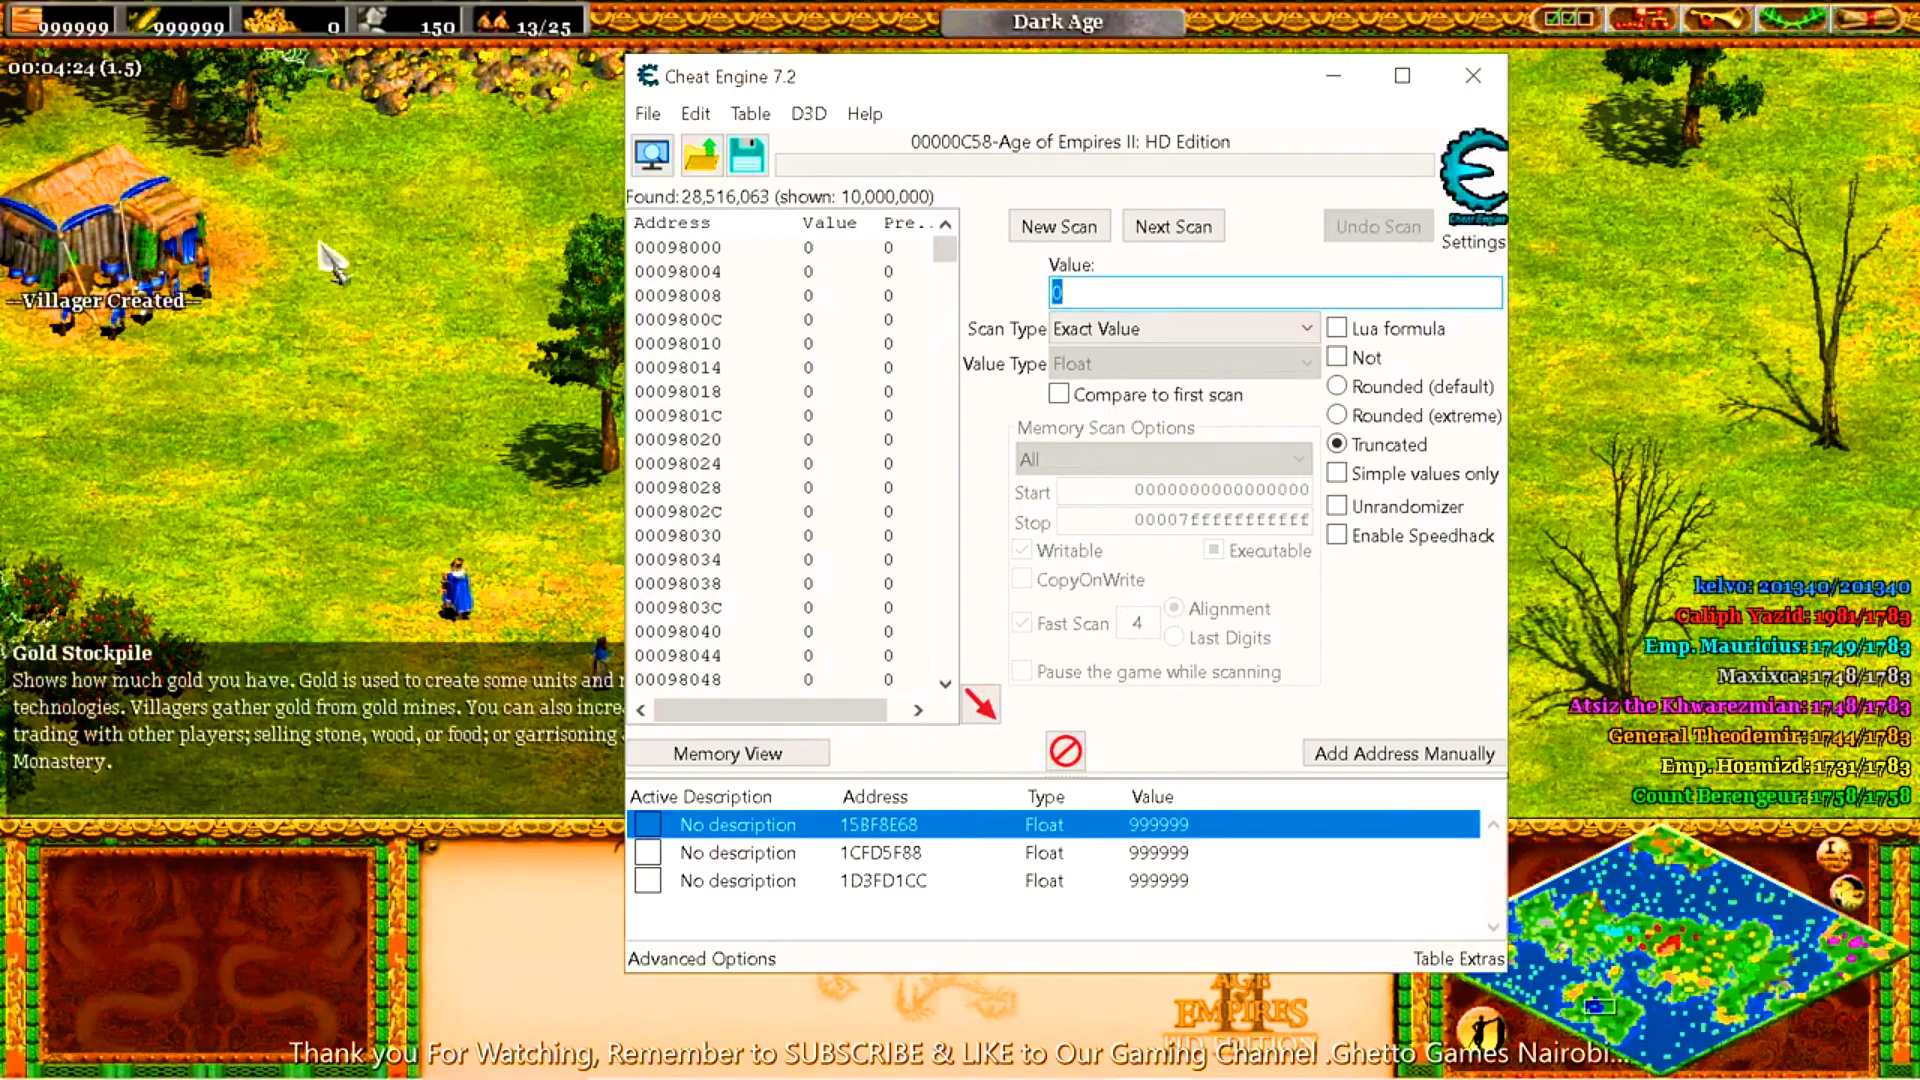 999999
999999
0
150
13/25
Dark Age
00:04:24 (1.5)
--Villager Created--
Cheat Engine 7.2
File Edit Table D3D Help
00000C58-Age of Empires II: HD Edition
Found:28,516,063 (shown: 10,000,000)
Cheat Engine
Settings
Address Value Pre..
00098000 0 0
00098004 0 0
00098008 0 0
0009800C 0 0
00098010 0 0
00098014 0 0
00098018 0 0
0009801C 0 0
00098020 0 0
00098024 0 0
00098028 0 0
0009802C 0 0
00098030 0 0
00098034 0 0
00098038 0 0
0009803C 0 0
00098040 0 0
00098044 0 0
00098048 0 0
New Scan Next Scan Undo Scan
Value:
0
Scan Type Exact Value
Value Type Float
Compare to first scan
Lua formula
Not
Rounded (default)
Rounded (extreme)
Truncated
Simple values only
Unrandomizer
Enable Speedhack
Memory Scan Options
All
Start 0000000000000000
Stop 00007fffffffffff
Writable Executable
CopyOnWrite
Fast Scan 4 Alignment
Last Digits
Pause the game while scanning
Memory View
Add Address Manually
Active Description Address Type Value
No description 15BF8E68 Float 999999
No description 1CFD5F88 Float 999999
No description 1D3FD1CC Float 999999
Advanced Options
Table Extras
Gold Stockpile
Shows how much gold you have. Gold is used to create some units and
technologies. Villagers gather gold from gold mines. You can also incre
trading with other players; selling stone, wood, or food; or garrisoning
Monastery.
kelvo: 201340/201340
Caliph Yazid: 1981/1783
Emp. Mauricius: 1749/1783
Maxixca: 1748/1783
Atsiz the Khwarezmian: 1748/1783
General Theodemir: 1744/1783
Emp. Hormizd: 1731/1783
Count Berengeur: 1758/1758
AGE
II
EMPIRES
HD EDITION
Thank you For Watching, Remember to SUBSCRIBE & LIKE to Our Gaming Channel .Ghetto Games Nairobi...